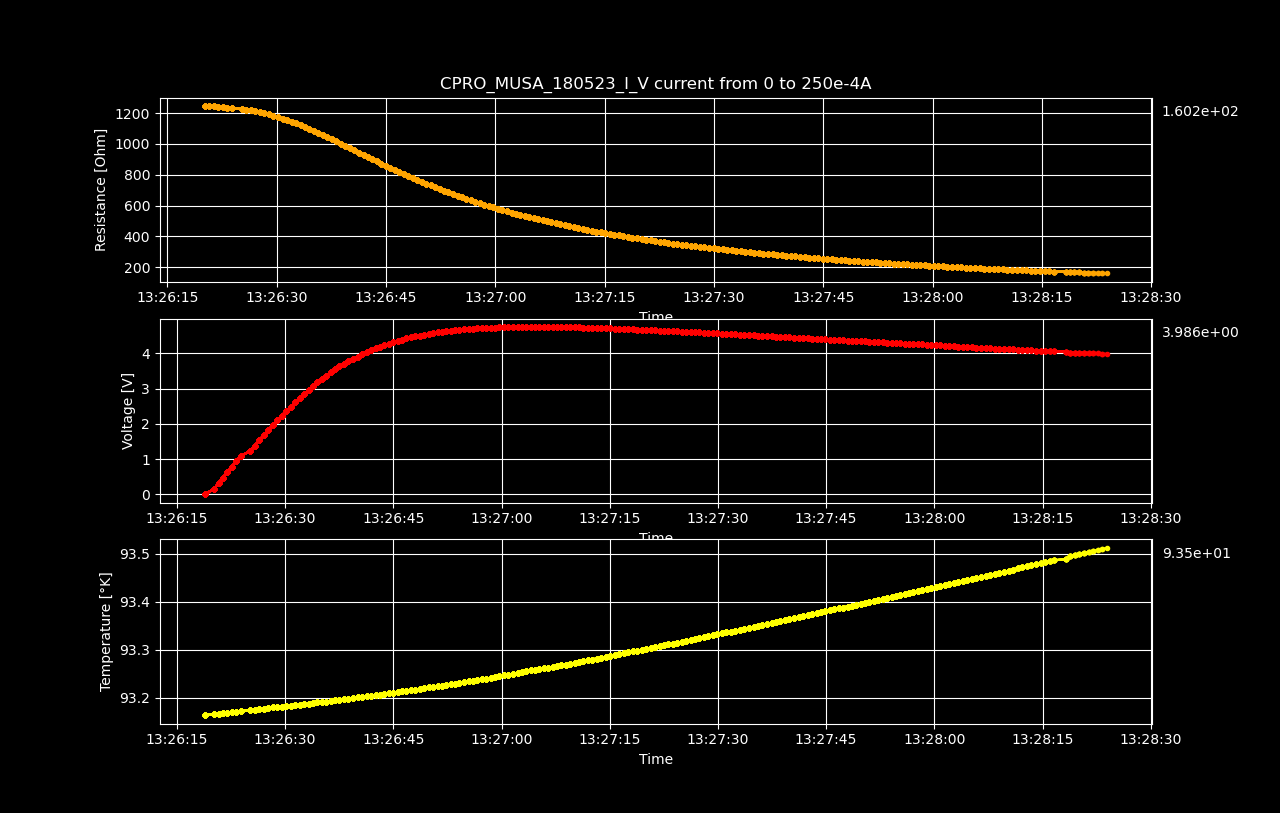 CPRO_MUSA_180523_I_V current from 0 to 250e-4A
1200
1000
800
600
400
200
Resistance [Ohm]
1.602e+02
13:26:15 13:26:30 13:26:45 13:27:00 13:27:15 13:27:30 13:27:45 13:28:00 13:28:15 13:28:30
Time
4
3
2
1
0
Voltage [V]
3.986e+00
13:26:15 13:26:30 13:26:45 13:27:00 13:27:15 13:27:30 13:27:45 13:28:00 13:28:15 13:28:30
Time
93.5
93.4
93.3
93.2
Temperature [°K]
9.35e+01
13:26:15 13:26:30 13:26:45 13:27:00 13:27:15 13:27:30 13:27:45 13:28:00 13:28:15 13:28:30
Time